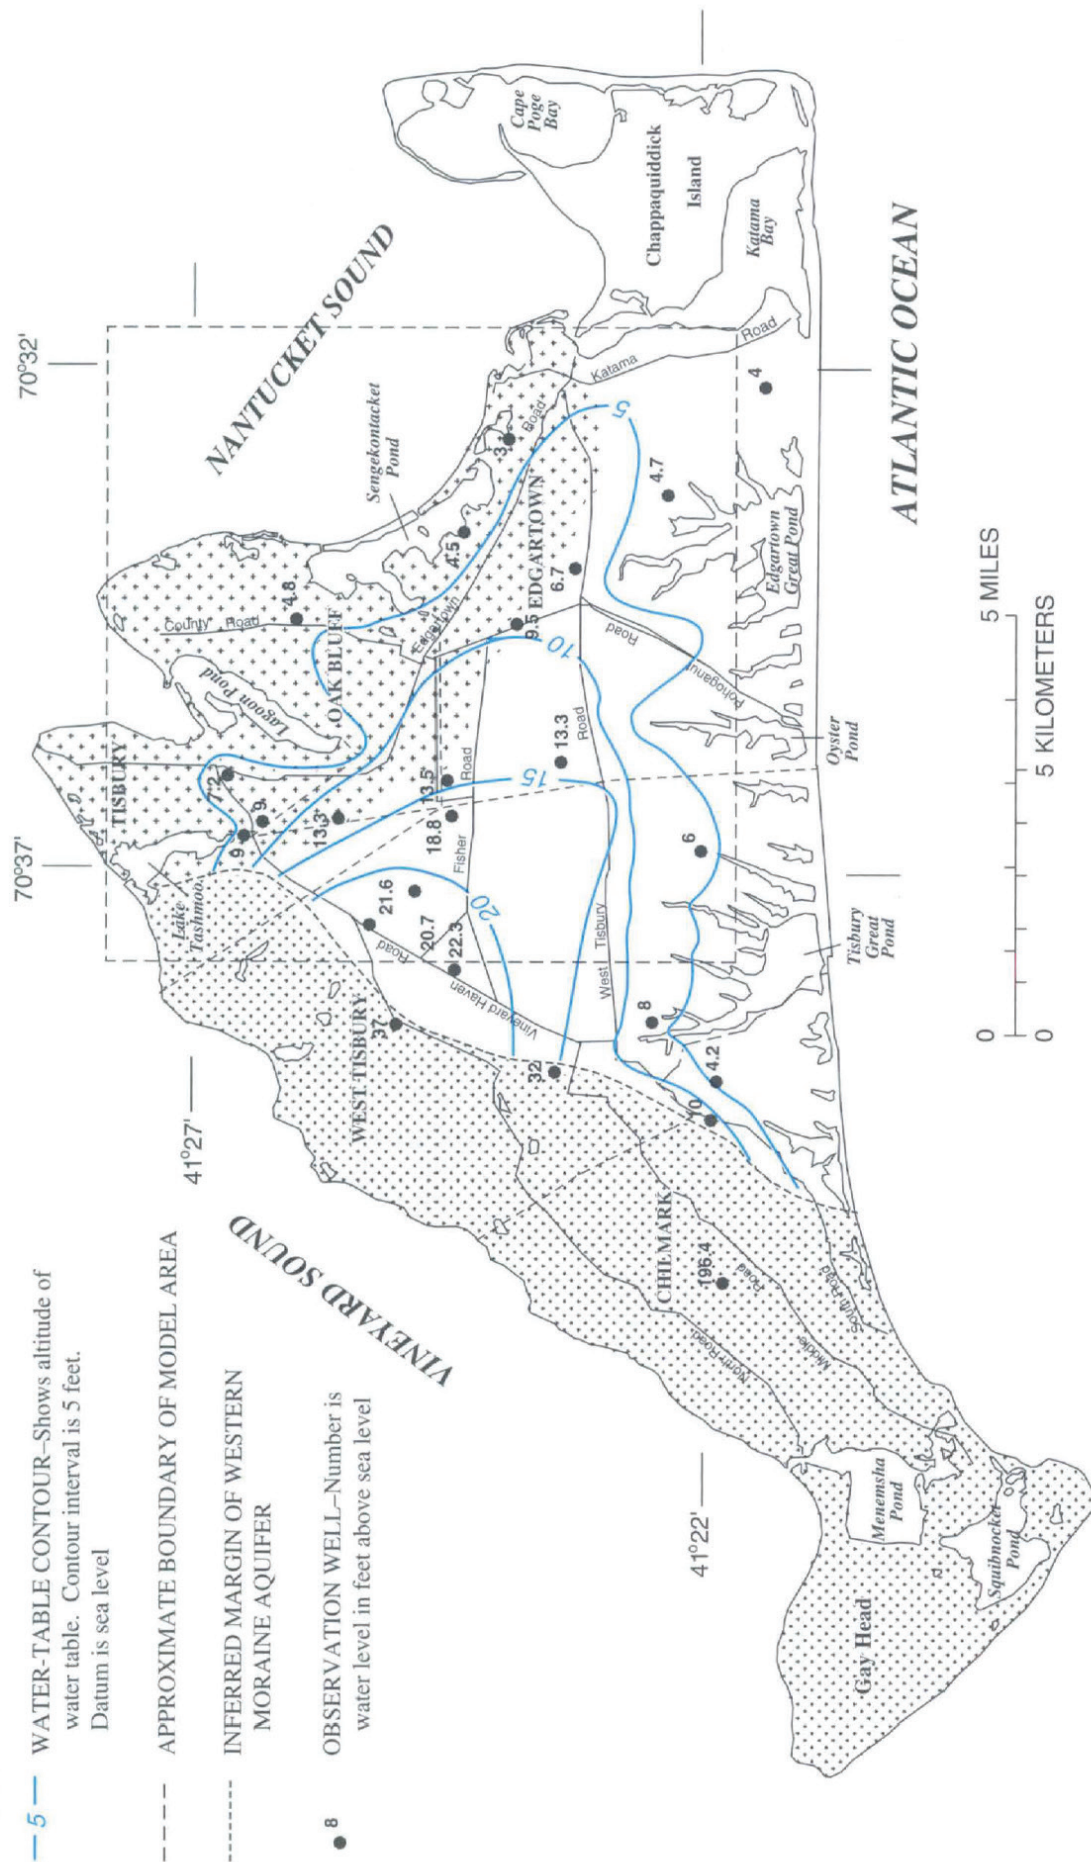 5
WATER-TABLE CONTOUR–Shows altitude of
water table. Contour interval is 5 feet.
Datum is sea level
APPROXIMATE BOUNDARY OF MODEL AREA
INFERRED MARGIN OF WESTERN
MORAINE AQUIFER
8
OBSERVATION WELL–Number is
water level in feet above sea level
41°27'
41°22'
70°37'
70°32'
VINEYARD SOUND
NANTUCKET SOUND
ATLANTIC OCEAN
Gay Head
Menemsha
Pond
Squibnocket
Pond
CHILMARK
196.4
North Road
Middle
Road
South Road
WEST TISBURY
37
32
10
4.2
8
Vineyard Haven
Road
22.3
20.7
21.6
20
West
Tisbury
Road
Tisbury
Great
Pond
6
Lake
Tashmoo
TISBURY
9
9
7.2
13.3
18.8
Fisher
Road
13.5
15
13.3
Lagoon Pond
OAK BLUFF
County
Road
4.8
Sengekontacket
Pond
4.5
3
Edgartown
Road
9.5
EDGARTOWN
10
6.7
Road
Pohoganut
Oyster
Pond
Edgartown
Great Pond
4.7
5
4
Katama
Road
Katama
Bay
Chappaquiddick
Island
Cape
Poge
Bay
0
5 MILES
0
5 KILOMETERS